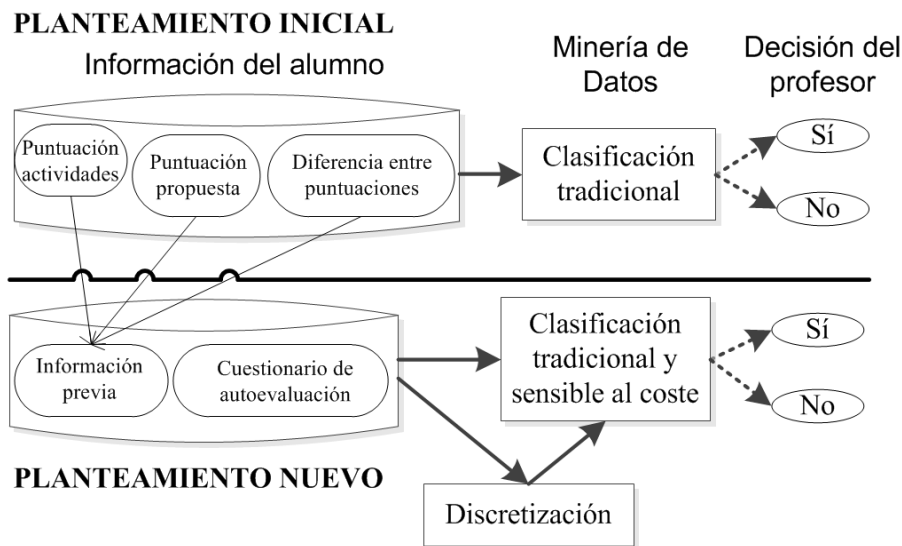 PLANTEAMIENTO INICIAL
Información del alumno
Minería de
Datos
Decisión del
profesor
Puntuación
actividades
Puntuación
propuesta
Diferencia entre
puntuaciones
Clasificación
tradicional
Sí
No
Información
previa
Cuestionario de
autoevaluación
Clasificación
tradicional y
sensible al coste
Sí
No
PLANTEAMIENTO NUEVO
Discretización